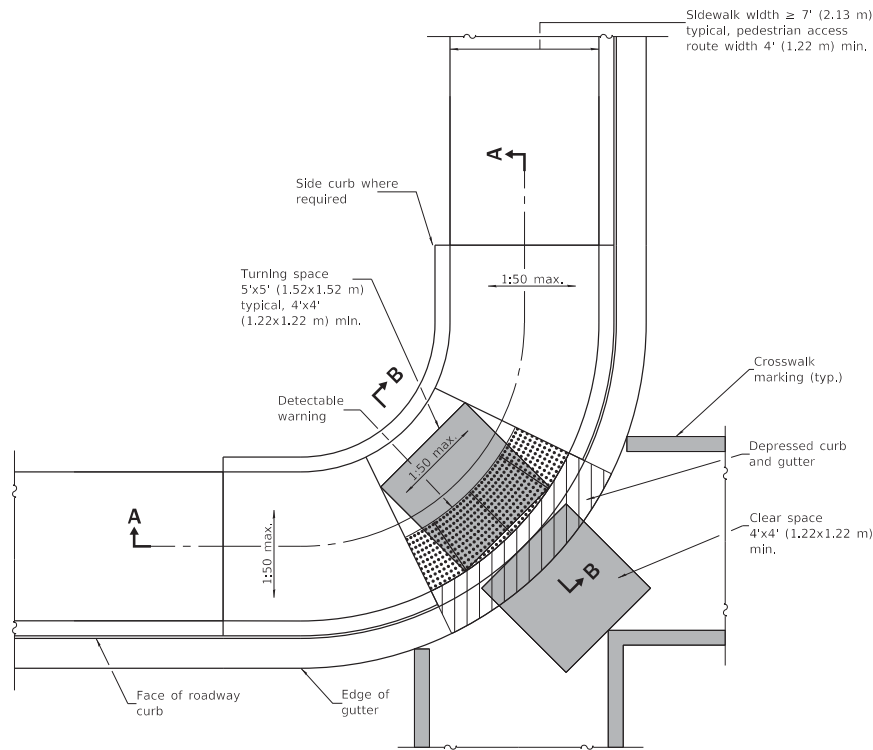 Sidewalk width ≥ 7' (2.13 m)
typical, pedestrian access
route width 4' (1.22 m) min.
A
Side curb where
required
1:50 max.
Turning space
5'x5' (1.52x1.52 m)
typical, 4'x4'
(1.22x1.22 m) min.
B
Crosswalk
marking (typ.)
Detectable
warning
1:50 max.
Depressed curb
and gutter
A
1:50 max.
Clear space
4'x4' (1.22x1.22 m)
min.
B
Face of roadway
curb
Edge of
gutter